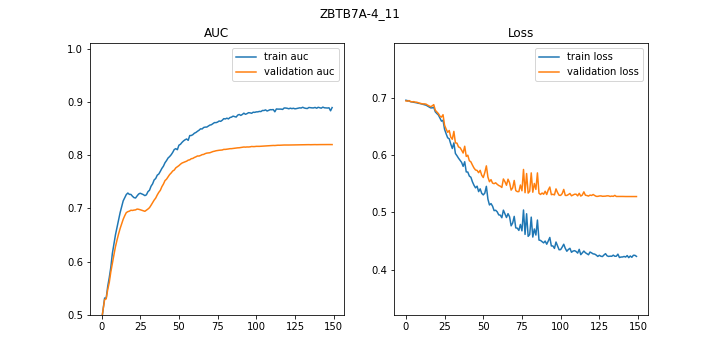 ZBTB7A-4_11
AUC
Loss
train auc
validation auc
train loss
validation loss
1.0
0.9
0.8
0.7
0.6
0.5
0 25 50 75 100 125 150
0.7
0.6
0.5
0.4
0 25 50 75 100 125 150